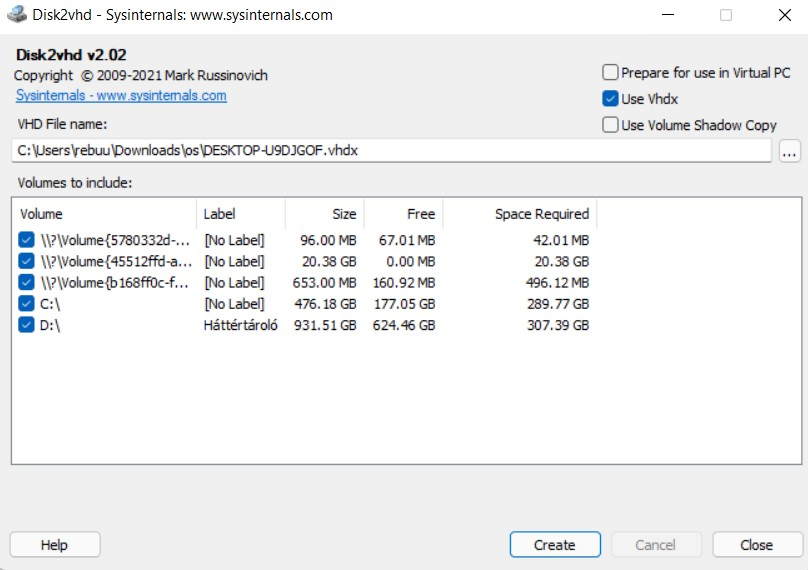 Disk2vhd - Sysinternals: www.sysinternals.com
Disk2vhd v2.02
Copyright © 2009-2021 Mark Russinovich
Sysinternals - www.sysinternals.com
Prepare for use in Virtual PC
Use Vhdx
Use Volume Shadow Copy
VHD File name:
C:\Users\rebuu\Downloads\os\DESKTOP-U9DJGOF.vhdx
...
Volumes to include:
Volume Label Size Free Space Required
\\?\Volume{5780332d-... [No Label] 96.00 MB 67.01 MB 42.01 MB
\\?\Volume{45512ffd-a... [No Label] 20.38 GB 0.00 MB 20.38 GB
\\?\Volume{b168ff0c-f... [No Label] 653.00 MB 160.92 MB 496.12 MB
C:\ [No Label] 476.18 GB 177.05 GB 289.77 GB
D:\ Háttértároló 931.51 GB 624.46 GB 307.39 GB
Help Create Cancel Close